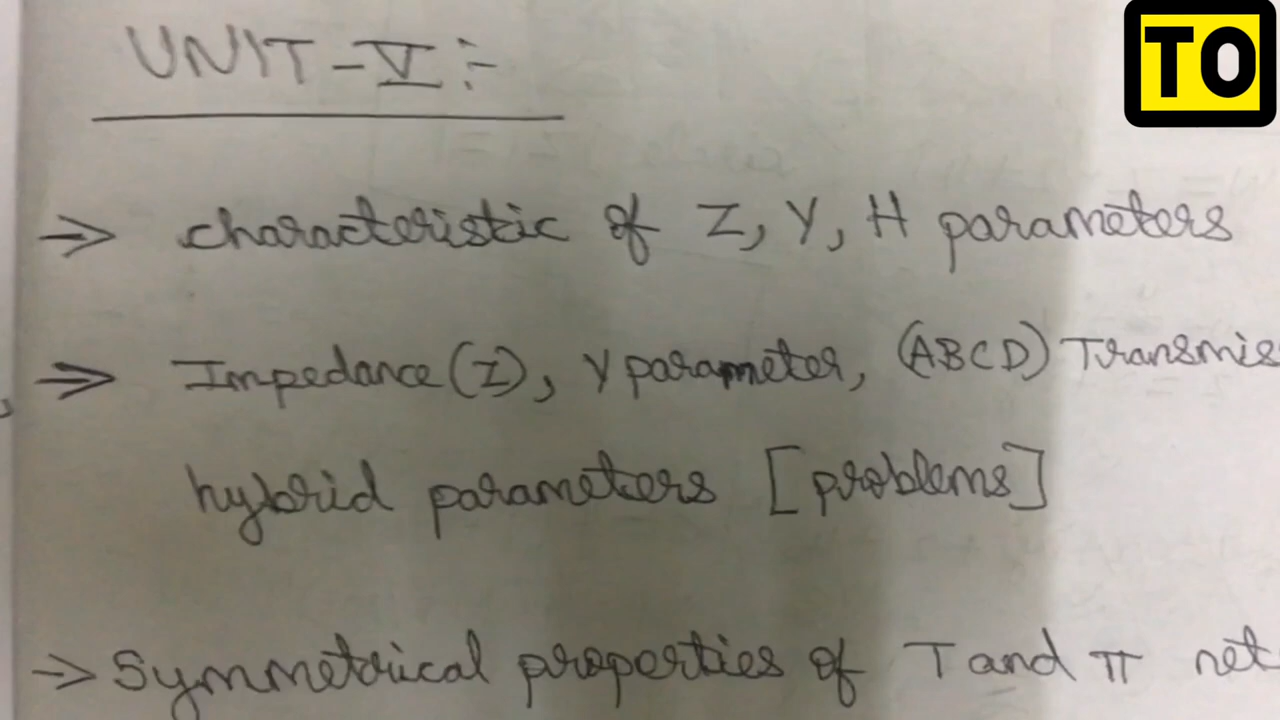 TO
UNIT-V :-
⇒ characteristic of Z, Y, H parameters
⇒ Impedance (Z), Y parameter, (ABCD) Transmis
hybrid parameters [problems]
→ Symmetrical properties of T and π net